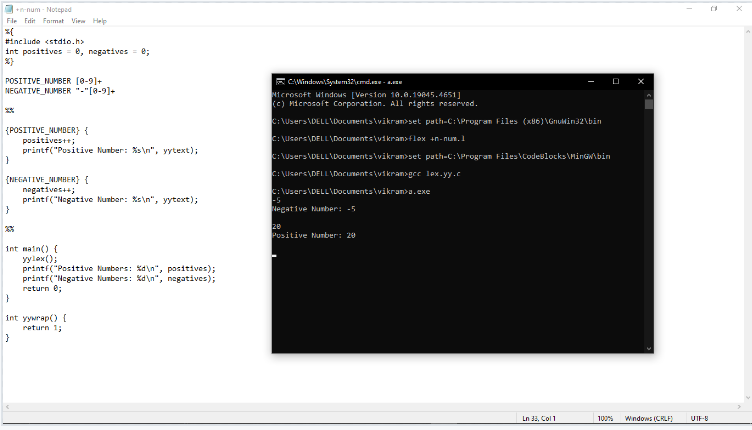 +n-num - Notepad
File Edit Format View Help
%{
#include <stdio.h>
int positives = 0, negatives = 0;
%}
POSITIVE_NUMBER [0-9]+
NEGATIVE_NUMBER "-"[0-9]+
%%
{POSITIVE_NUMBER} {
positives++;
printf("Positive Number: %s\n", yytext);
}
{NEGATIVE_NUMBER} {
negatives++;
printf("Negative Number: %s\n", yytext);
}
%%
int main() {
yylex();
printf("Positive Numbers: %d\n", positives);
printf("Negative Numbers: %d\n", negatives);
return 0;
}
int yywrap() {
return 1;
}
C:\Windows\System32\cmd.exe - a.exe
Microsoft Windows [Version 10.0.19045.4651]
(c) Microsoft Corporation. All rights reserved.
C:\Users\DELL\Documents\vikram>set path=C:\Program Files (x86)\GnuWin32\bin
C:\Users\DELL\Documents\vikram>flex +n-num.l
C:\Users\DELL\Documents\vikram>set path=C:\Program Files\CodeBlocks\MinGW\bin
C:\Users\DELL\Documents\vikram>gcc lex.yy.c
C:\Users\DELL\Documents\vikram>a.exe
-5
Negative Number: -5
20
Positive Number: 20
Ln 33, Col 1 100% Windows (CRLF) UTF-8